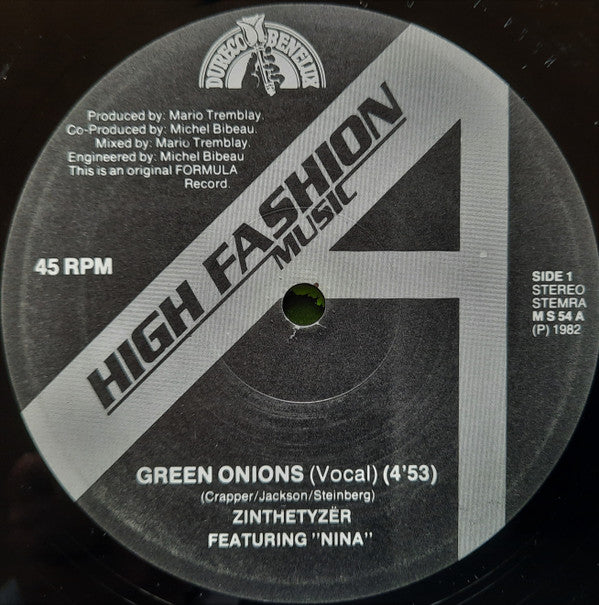 DURECO BENELUX
Produced by: Mario Tremblay.
Co-Produced by: Michel Bibeau.
Mixed by: Mario Tremblay.
Engineered by: Michel Bibeau
This is an original FORMULA
Record.
HIGH FASHION
MUSIC
45 RPM
SIDE 1
STEREO
STEMRA
M S 54 A
(P) 1982
GREEN ONIONS (Vocal) (4'53)
(Crapper/Jackson/Steinberg)
ZINTHETYZËR
FEATURING "NINA"